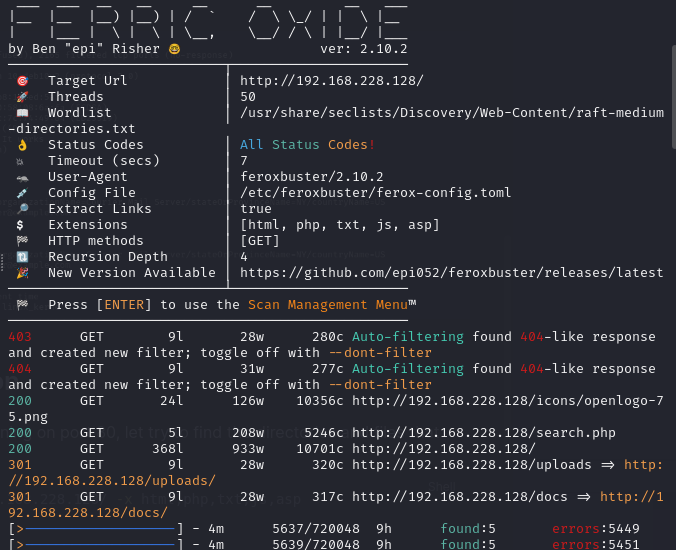 by Ben "epi" Risher 🤓 ver: 2.10.2
🎯 Target Url │ http://192.168.228.128/
🚀 Threads │ 50
📖 Wordlist │ /usr/share/seclists/Discovery/Web-Content/raft-medium
-directories.txt
👌 Status Codes │ All Status Codes!
💥 Timeout (secs) │ 7
🦡 User-Agent │ feroxbuster/2.10.2
💉 Config File │ /etc/feroxbuster/ferox-config.toml
🔎 Extract Links │ true
💲 Extensions │ [html, php, txt, js, asp]
🏁 HTTP methods │ [GET]
🔃 Recursion Depth │ 4
🎉 New Version Available │ https://github.com/epi052/feroxbuster/releases/latest
🏁 Press [ENTER] to use the Scan Management Menu™
403 GET 9l 28w 280c Auto-filtering found 404-like response
and created new filter; toggle off with --dont-filter
404 GET 9l 31w 277c Auto-filtering found 404-like response
and created new filter; toggle off with --dont-filter
200 GET 24l 126w 10356c http://192.168.228.128/icons/openlogo-7
5.png
200 GET 5l 208w 5246c http://192.168.228.128/search.php
200 GET 368l 933w 10701c http://192.168.228.128/
301 GET 9l 28w 320c http://192.168.228.128/uploads => http:
//192.168.228.128/uploads/
301 GET 9l 28w 317c http://192.168.228.128/docs => http://1
92.168.228.128/docs/
[>-------------------] - 4m 5637/720048 9h found:5 errors:5449
[>-------------------] - 4m 5639/720048 9h found:5 errors:5451